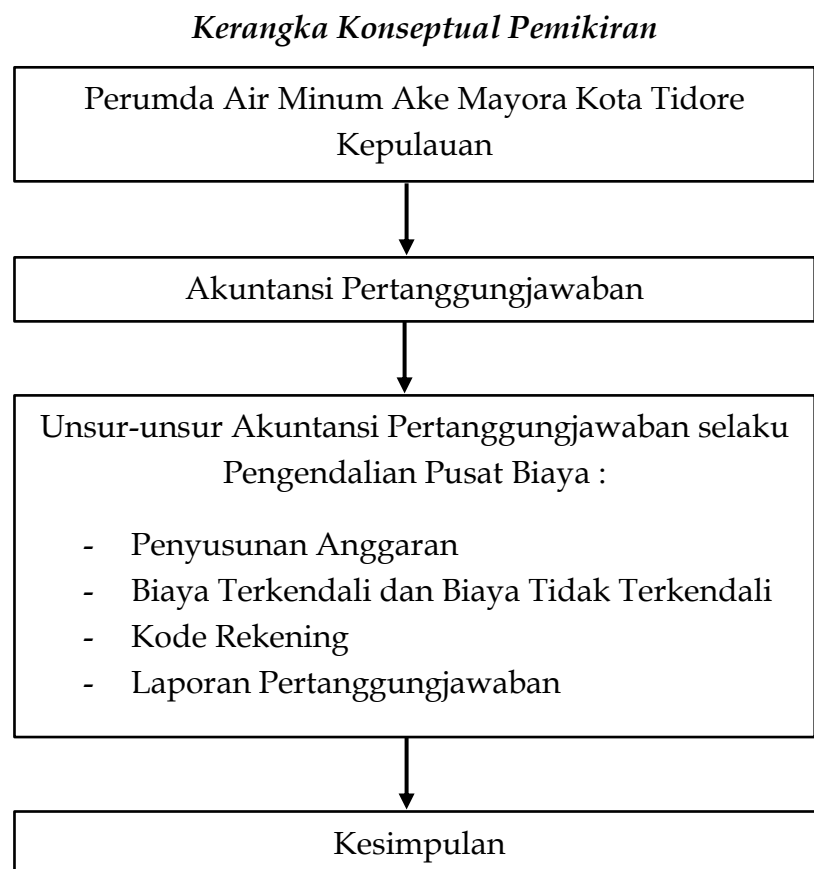 Kerangka Konseptual Pemikiran
Perumda Air Minum Ake Mayora Kota Tidore
Kepulauan
Akuntansi Pertanggungjawaban
Unsur-unsur Akuntansi Pertanggungjawaban selaku
Pengendalian Pusat Biaya :
- Penyusunan Anggaran
- Biaya Terkendali dan Biaya Tidak Terkendali
- Kode Rekening
- Laporan Pertanggungjawaban
Kesimpulan